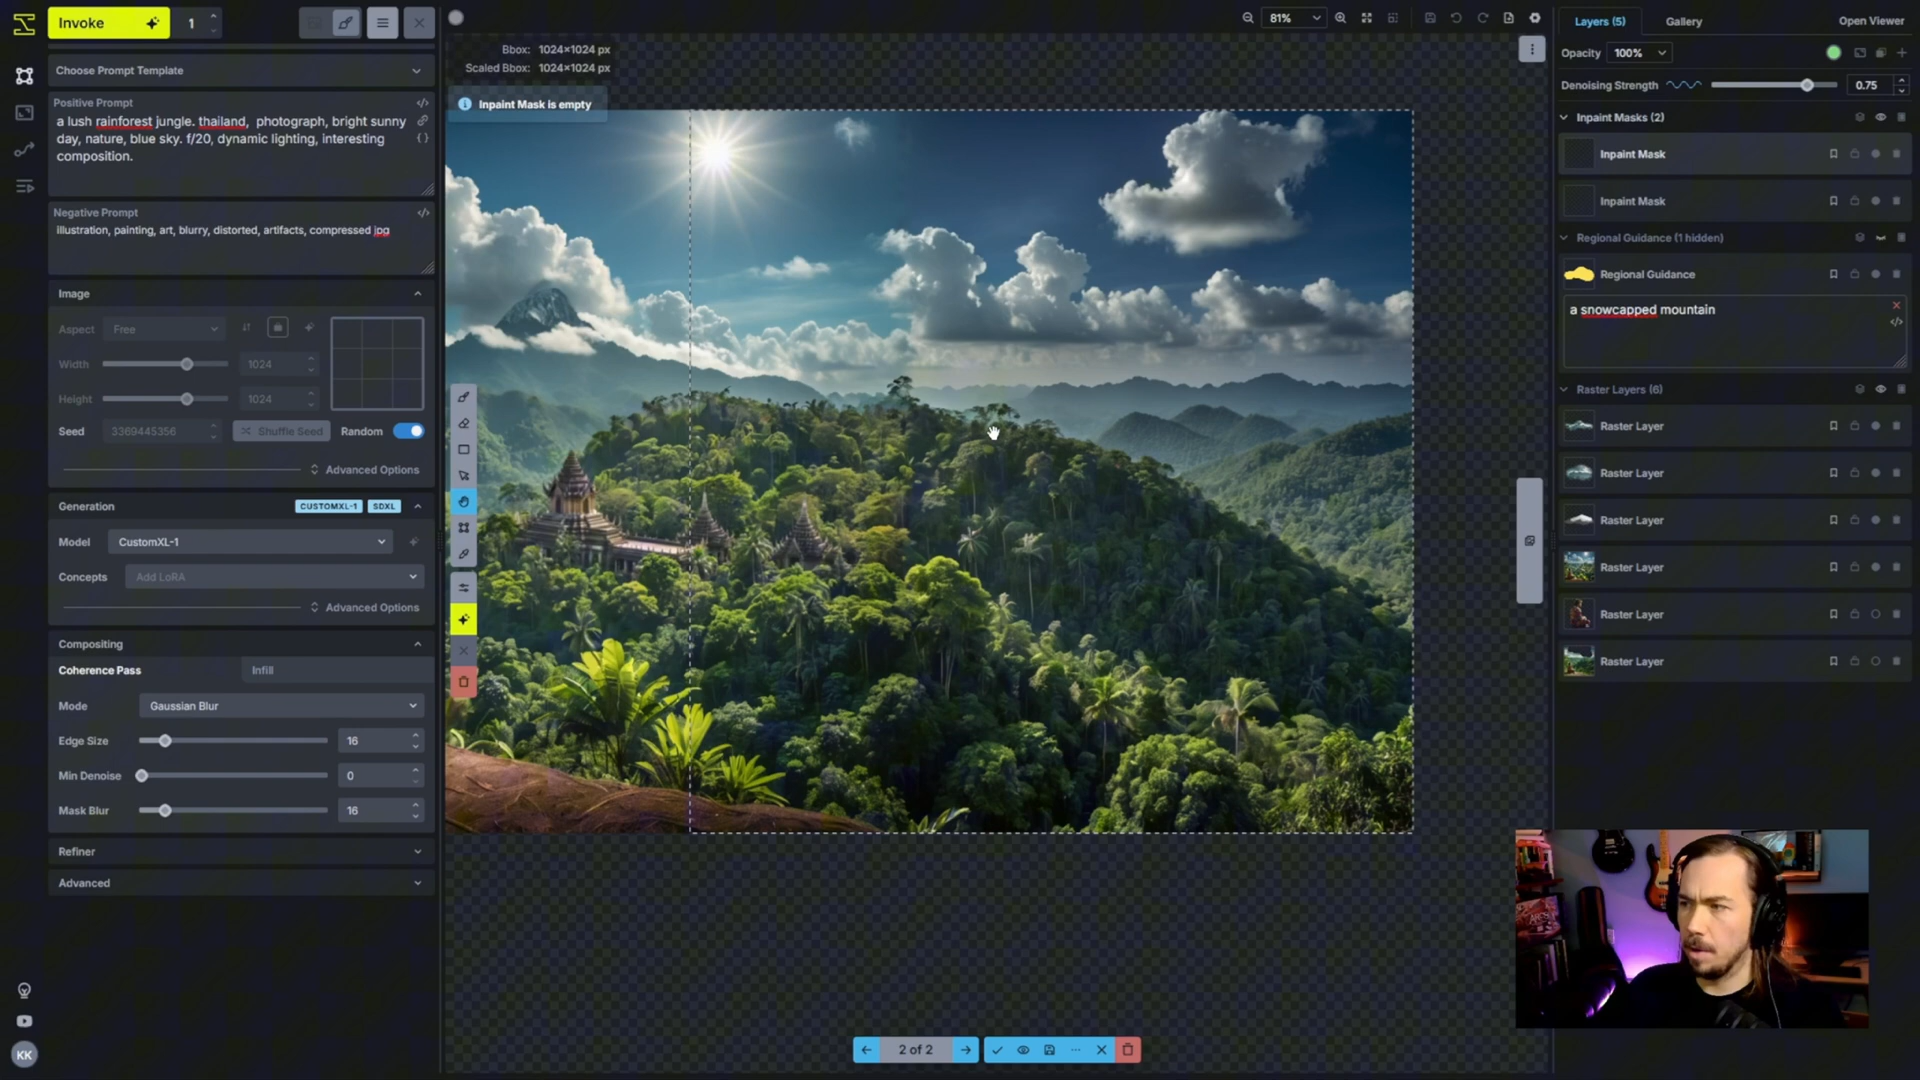 Invoke
1
Choose Prompt Template
Positive Prompt
a lush rainforest jungle. thailand,  photograph, bright sunny
day, nature, blue sky. f/20, dynamic lighting, interesting
composition.
Negative Prompt
illustration, painting, art, blurry, distorted, artifacts, compressed jpg
Image
Aspect
Free
Width
1024
Height
1024
Seed
3369445356
Shuffle Seed
Random
Advanced Options
Generation
CUSTOMXL-1
SDXL
Model
CustomXL-1
Concepts
Add LoRA
Advanced Options
Compositing
Coherence Pass
Infill
Mode
Gaussian Blur
Edge Size
16
Min Denoise
0
Mask Blur
16
Refiner
Advanced
KK
81%
Bbox: 1024×1024 px
Scaled Bbox: 1024×1024 px
Inpaint Mask is empty
2 of 2
Layers (5)
Gallery
Open Viewer
Opacity
100%
Denoising Strength
0.75
Inpaint Masks (2)
Inpaint Mask
Inpaint Mask
Regional Guidance (1 hidden)
Regional Guidance
a snowcapped mountain
Raster Layers (6)
Raster Layer
Raster Layer
Raster Layer
Raster Layer
Raster Layer
Raster Layer